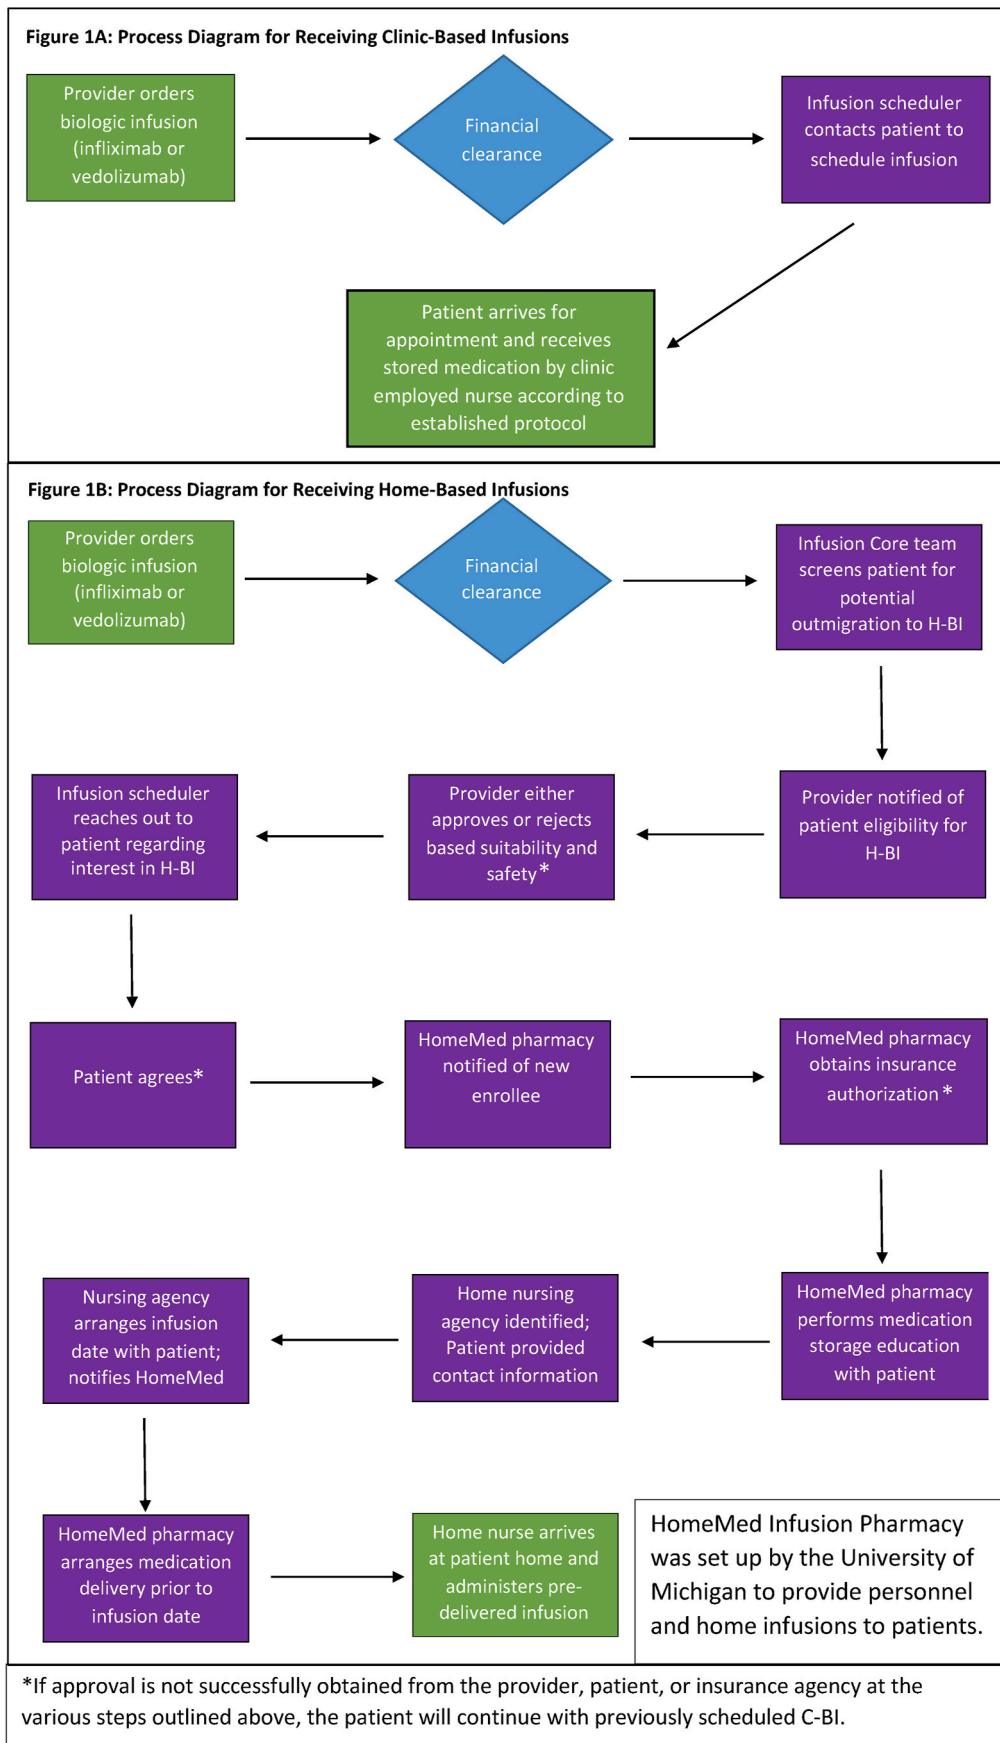 Figure 1A: Process Diagram for Receiving Clinic-Based Infusions
Provider orders
biologic infusion
(infliximab or
vedolizumab)
Financial
clearance
Infusion scheduler
contacts patient to
schedule infusion
Patient arrives for
appointment and receives
stored medication by clinic
employed nurse according to
established protocol
Figure 1B: Process Diagram for Receiving Home-Based Infusions
Provider orders
biologic infusion
(infliximab or
vedolizumab)
Financial
clearance
Infusion Core team
screens patient for
potential
outmigration to H-BI
Provider notified of
patient eligibility for
H-BI
Provider either
approves or rejects
based suitability and
safety*
Infusion scheduler
reaches out to
patient regarding
interest in H-BI
Patient agrees*
HomeMed pharmacy
notified of new
enrollee
HomeMed pharmacy
obtains insurance
authorization*
HomeMed pharmacy
performs medication
storage education
with patient
Home nursing
agency identified;
Patient provided
contact information
Nursing agency
arranges infusion
date with patient;
notifies HomeMed
HomeMed pharmacy
arranges medication
delivery prior to
infusion date
Home nurse arrives
at patient home and
administers pre-
delivered infusion
HomeMed Infusion Pharmacy
was set up by the University of
Michigan to provide personnel
and home infusions to patients.
*If approval is not successfully obtained from the provider, patient, or insurance agency at the
various steps outlined above, the patient will continue with previously scheduled C-BI.